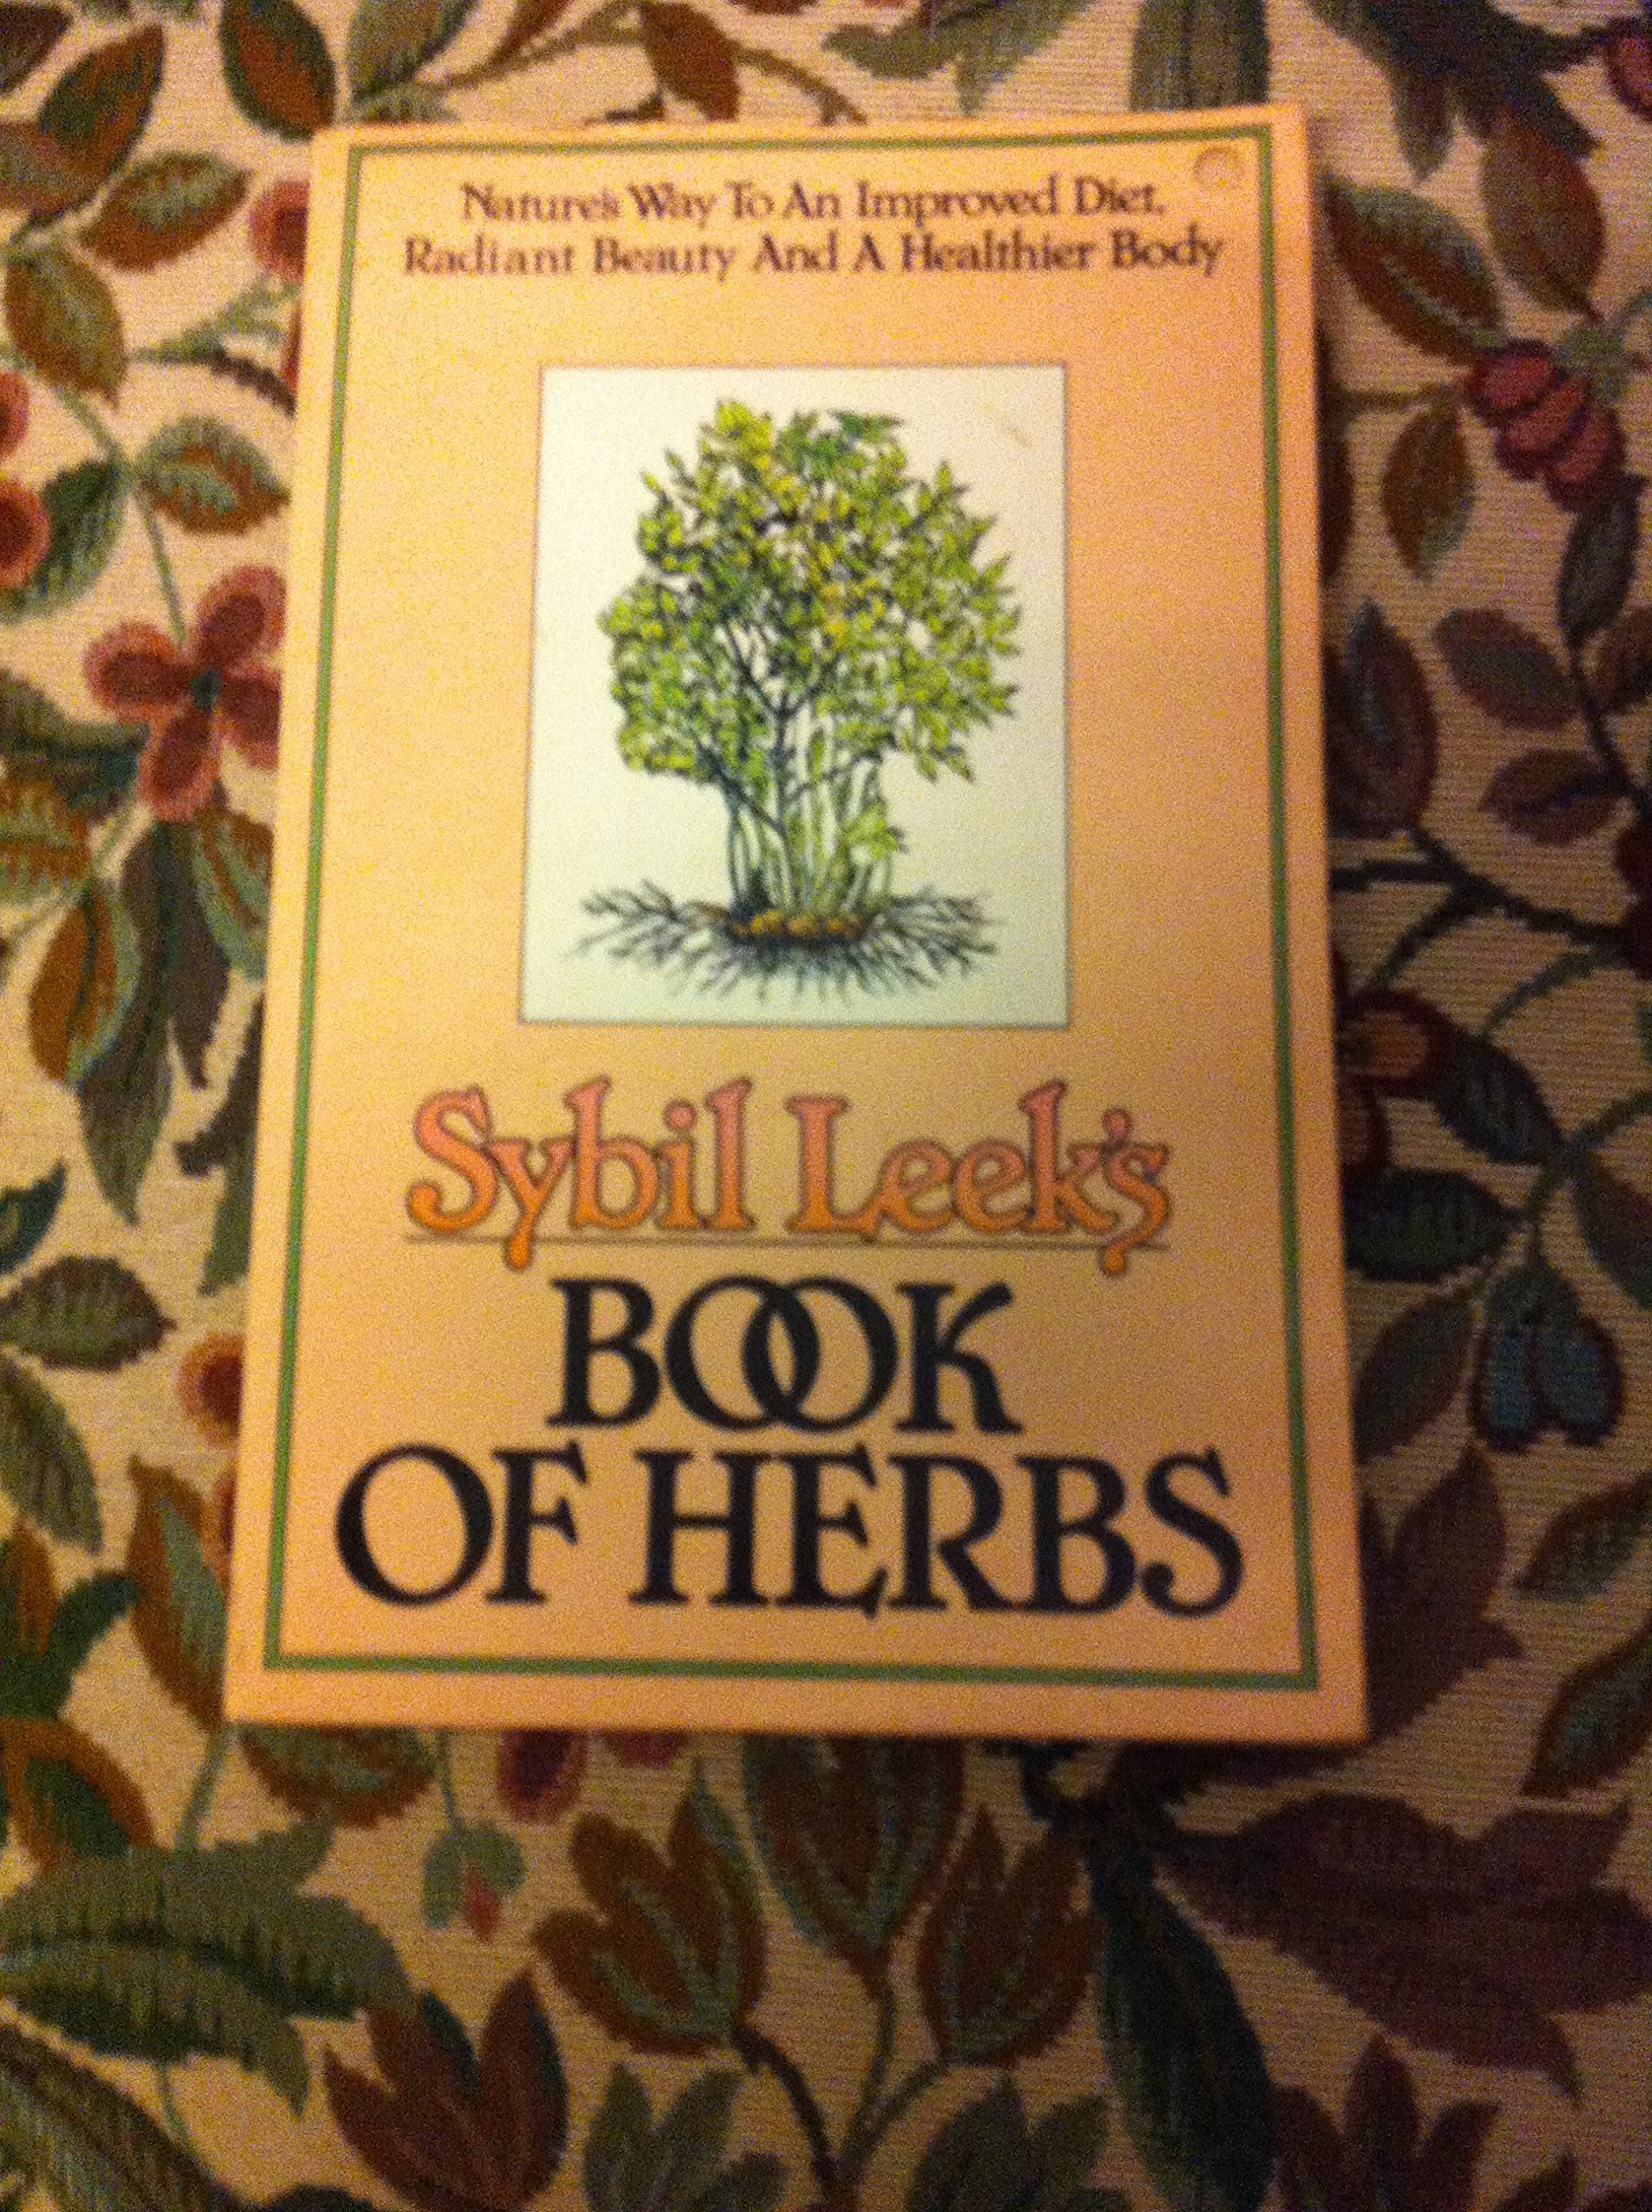 Nature's Way To An Improved Diet,
Radiant Beauty And A Healthier Body
Sybil Leek's
BOOK
OF HERBS